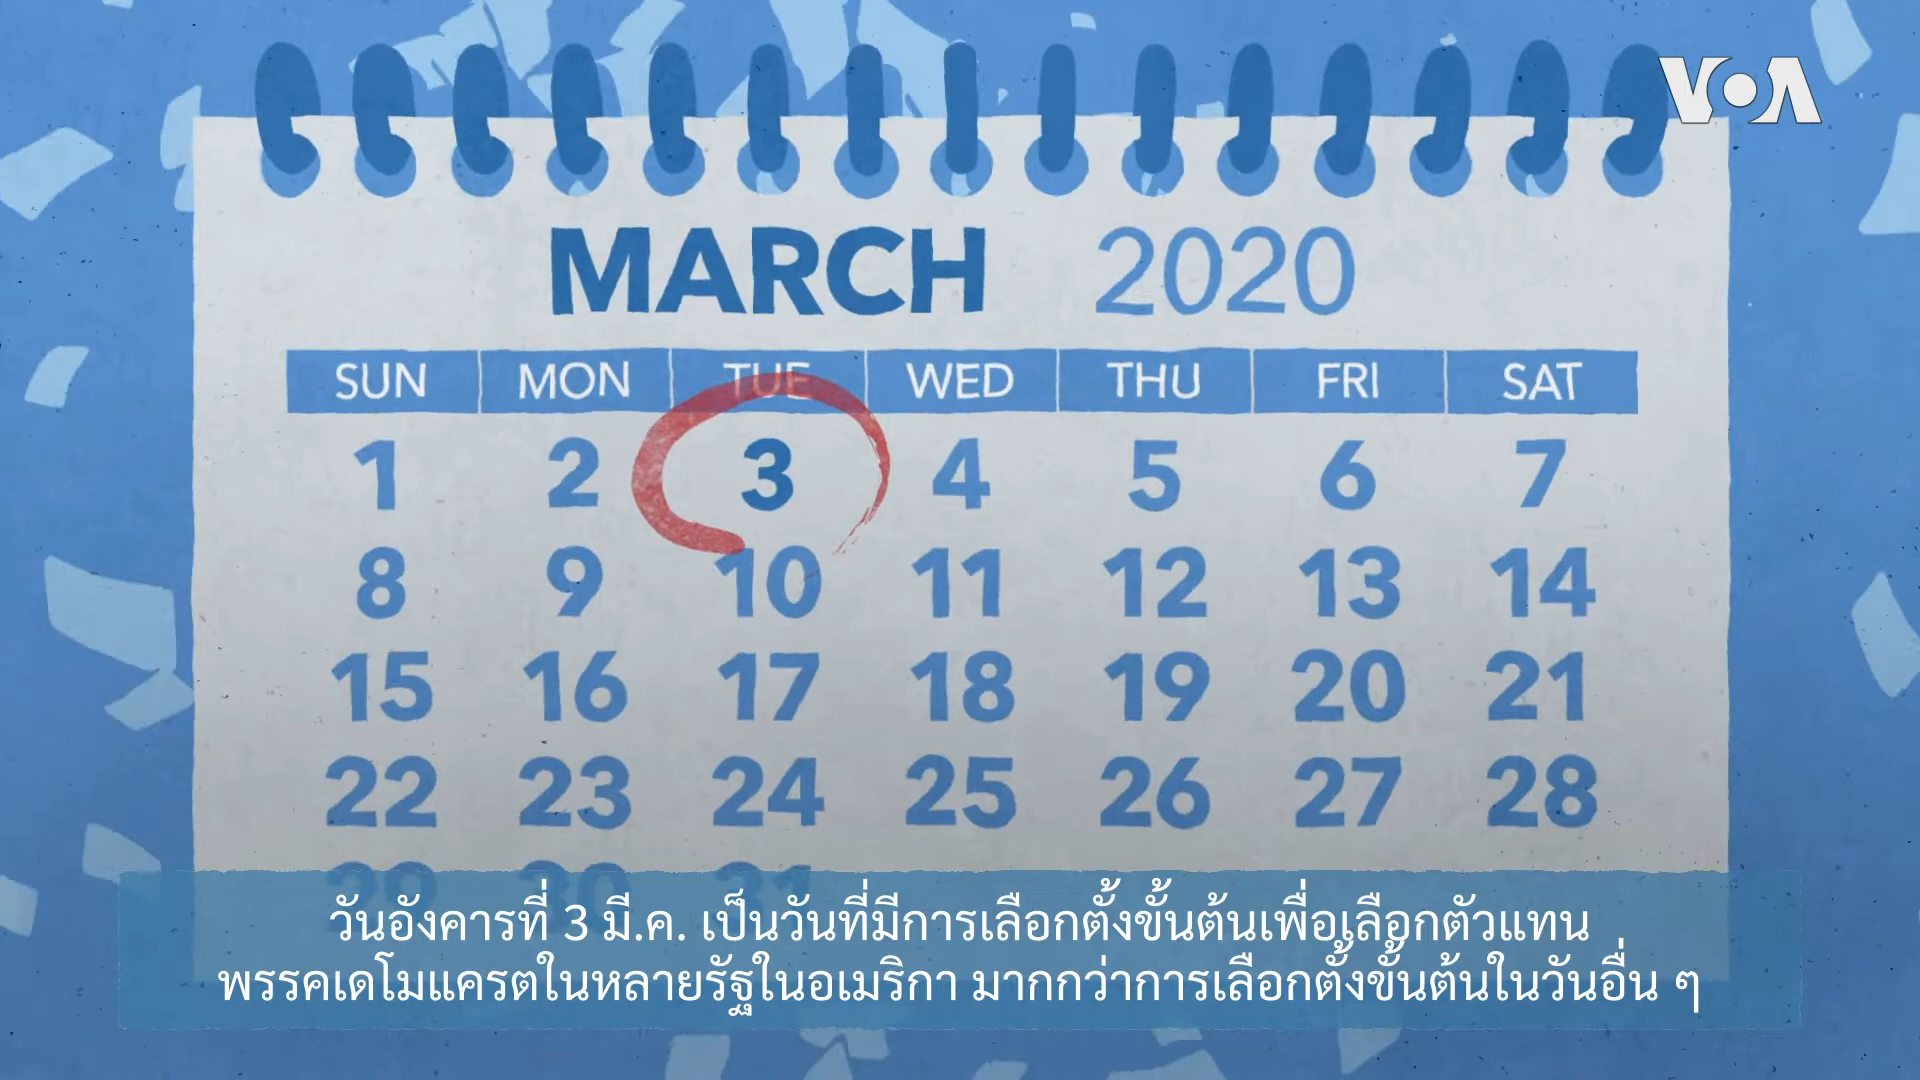 VOA
MARCH 2020
SUN MON TUE WED THU FRI SAT
1 2 3 4 5 6 7
8 9 10 11 12 13 14
15 16 17 18 19 20 21
22 23 24 25 26 27 28
29 30 31
วันอังคารที่ 3 มี.ค. เป็นวันที่มีการเลือกตั้งขั้นต้นเพื่อเลือกตัวแทน
พรรคเดโมแครตในหลายรัฐในอเมริกา มากกว่าการเลือกตั้งขั้นต้นในวันอื่น ๆ